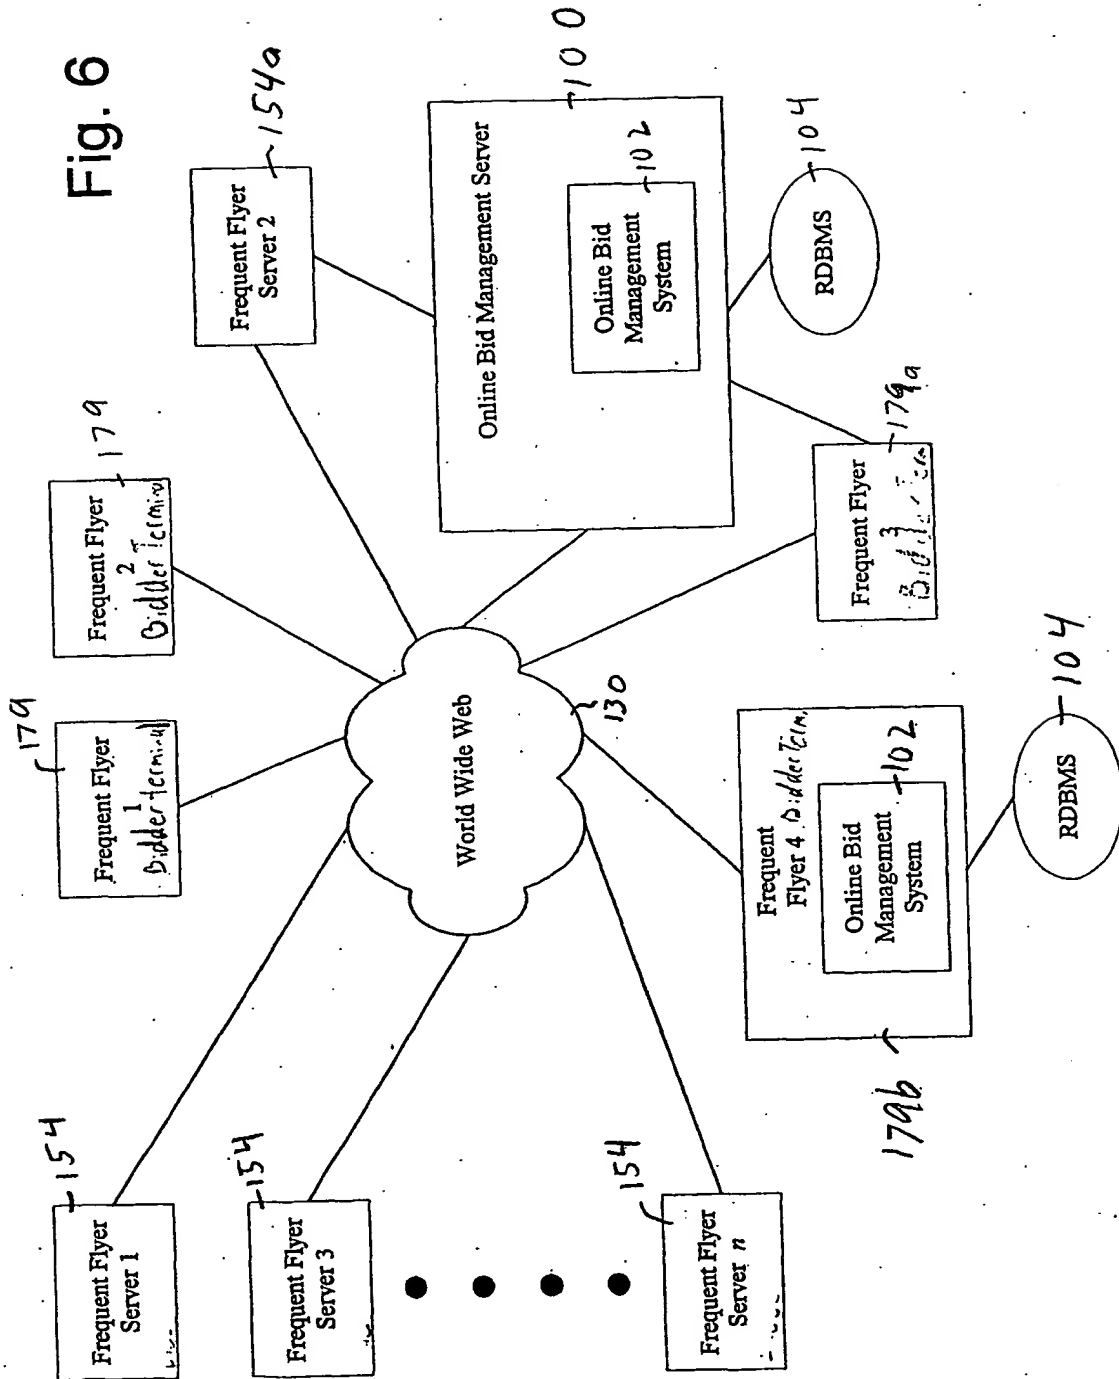 Fig. 6
154
Frequent Flyer
Server 1
154
Frequent Flyer
Server 3
154
Frequent Flyer
Server n
179
Frequent Flyer
1
Bidder terminal
179
Frequent Flyer
2
Bidder Terminal
Frequent Flyer
Server 2
154a
World Wide Web
130
Online Bid Management Server
100
Online Bid
Management
System
102
RDBMS
104
Frequent Flyer
3
179a
Frequent
Flyer 4 Bidder Term.
Online Bid
Management
System
102
179b
RDBMS
104